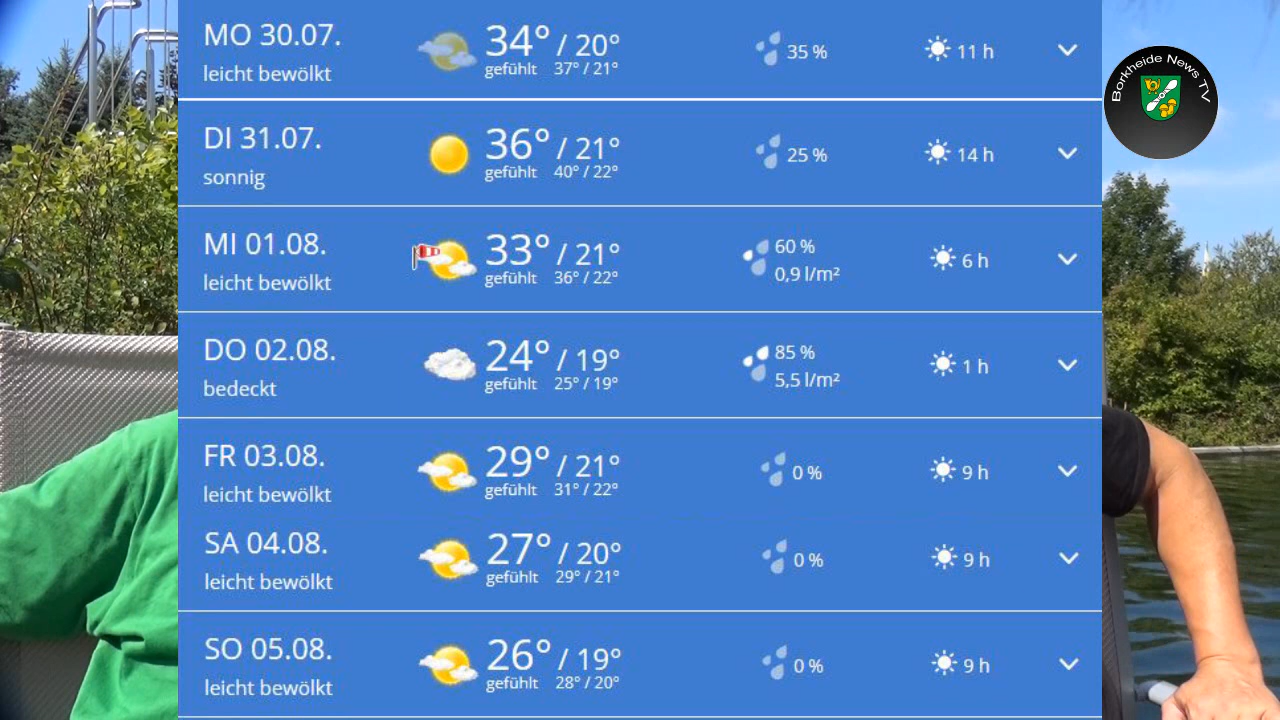 MO 30.07.
leicht bewölkt
34° / 20°
gefühlt 37° / 21°
35 %
11 h
Borkheide News TV
DI 31.07.
sonnig
36° / 21°
gefühlt 40° / 22°
25 %
14 h
MI 01.08.
leicht bewölkt
33° / 21°
gefühlt 36° / 22°
60 %
0,9 l/m²
6 h
DO 02.08.
bedeckt
24° / 19°
gefühlt 25° / 19°
85 %
5,5 l/m²
1 h
FR 03.08.
leicht bewölkt
29° / 21°
gefühlt 31° / 22°
0 %
9 h
SA 04.08.
leicht bewölkt
27° / 20°
gefühlt 29° / 21°
0 %
9 h
SO 05.08.
leicht bewölkt
26° / 19°
gefühlt 28° / 20°
0 %
9 h